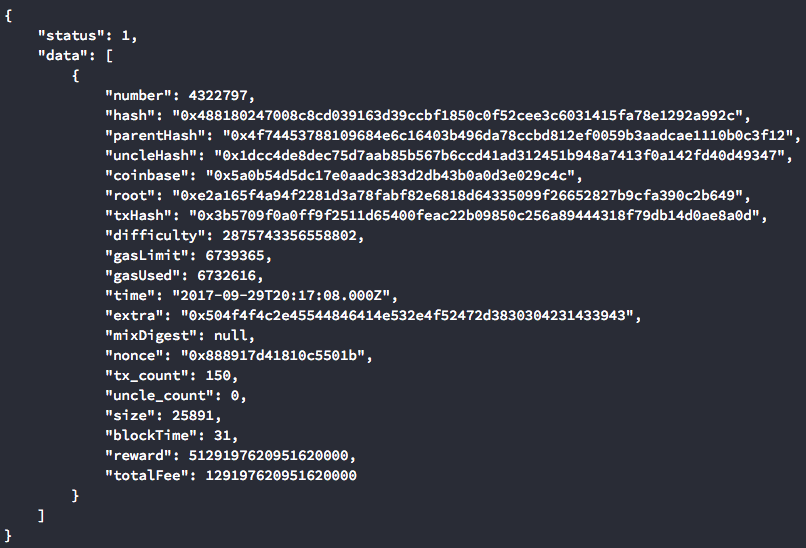 {
    "status": 1,
    "data": [
        {
            "number": 4322797,
            "hash": "0x488180247008c8cd039163d39ccbf1850c0f52cee3c6031415fa78e1292a992c",
            "parentHash": "0x4f74453788109684e6c16403b496da78ccbd812ef0059b3aadcae1110b0c3f12",
            "uncleHash": "0x1dcc4de8dec75d7aab85b567b6ccd41ad312451b948a7413f0a142fd40d49347",
            "coinbase": "0x5a0b54d5dc17e0aadc383d2db43b0a0d3e029c4c",
            "root": "0xe2a165f4a94f2281d3a78fabf82e6818d64335099f26652827b9cfa390c2b649",
            "txHash": "0x3b5709f0a0ff9f2511d65400feac22b09850c256a89444318f79db14d0ae8a0d",
            "difficulty": 2875743356558802,
            "gasLimit": 6739365,
            "gasUsed": 6732616,
            "time": "2017-09-29T20:17:08.000Z",
            "extra": "0x504f4f4c2e45544846414e532e4f52472d3830304231433943",
            "mixDigest": null,
            "nonce": "0x888917d41810c5501b",
            "tx_count": 150,
            "uncle_count": 0,
            "size": 25891,
            "blockTime": 31,
            "reward": 5129197620951620000,
            "totalFee": 129197620951620000
        }
    ]
}